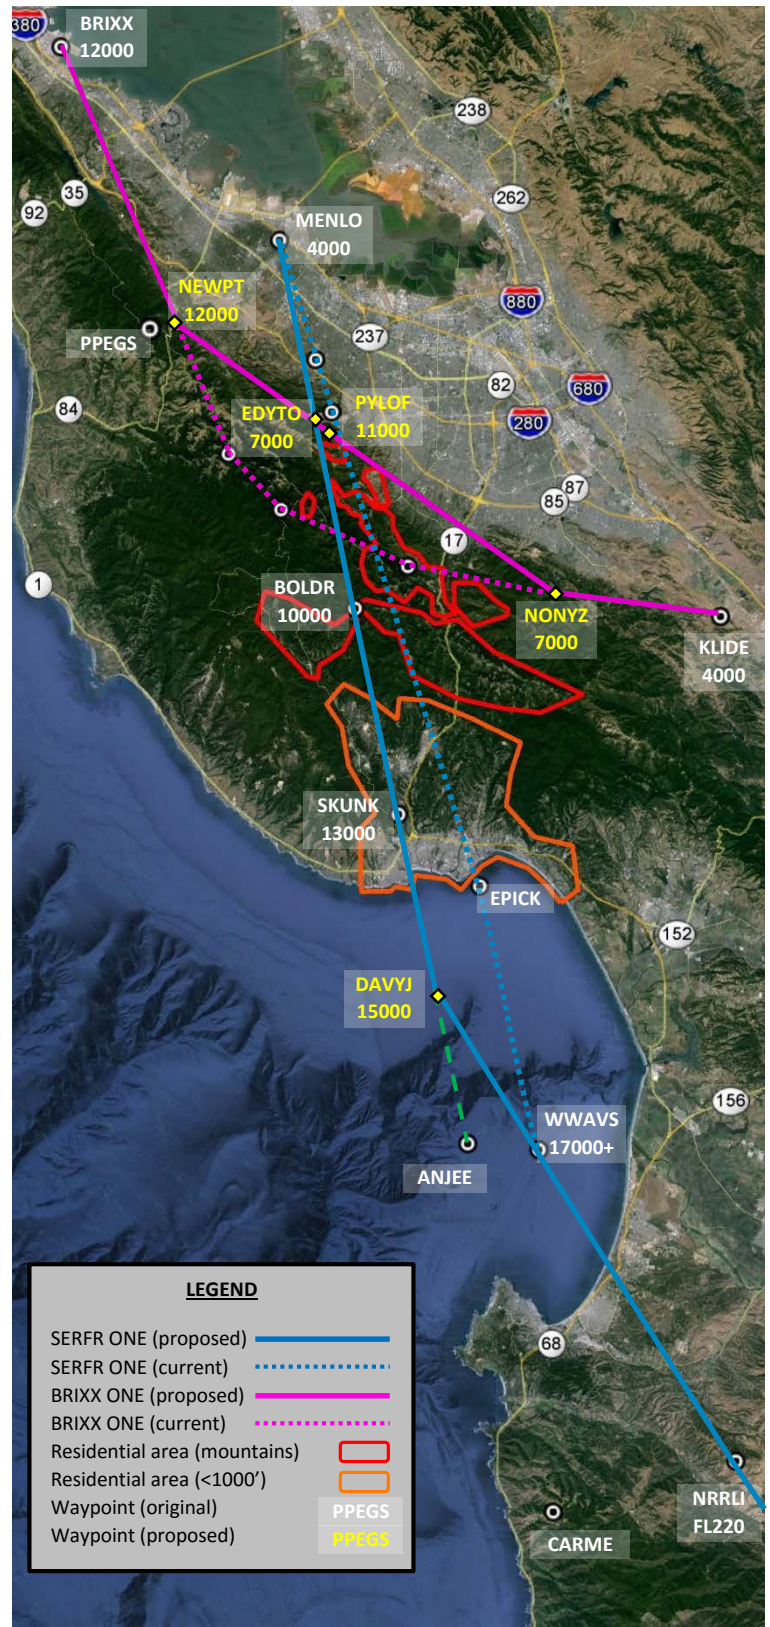 380
BRIXX
12000
238
35
262
92
MENLO
4000
NEWPT
12000
880
PPEGS
237
82
680
84
EDYTO
7000
PYLOF
11000
280
87
85
17
1
BOLDR
10000
NONYZ
7000
KLIDE
4000
SKUNK
13000
EPICK
152
DAVYJ
15000
156
WWAVS
17000+
ANJEE
LEGEND
SERFR ONE (proposed)
SERFR ONE (current)
BRIXX ONE (proposed)
BRIXX ONE (current)
Residential area (mountains)
Residential area (<1000’)
Waypoint (original) PPEGS
Waypoint (proposed) PPEGS
68
NRRLI
FL220
CARME